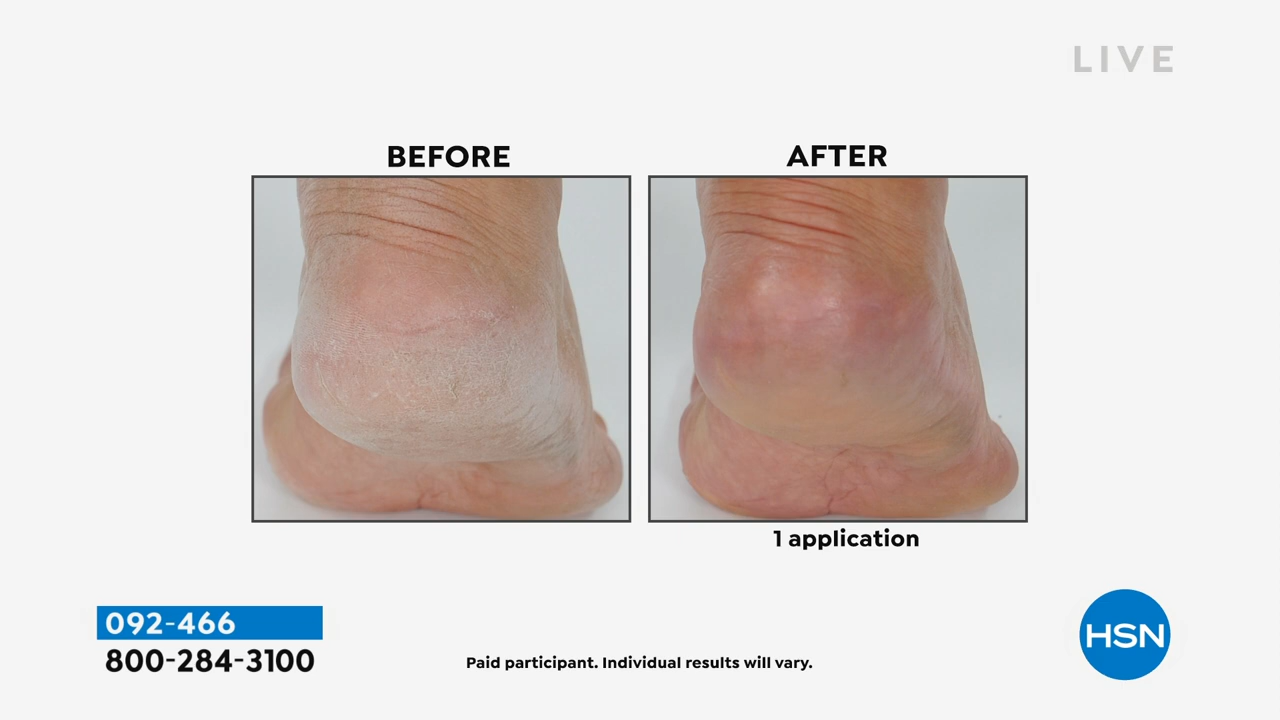 LIVE
BEFORE
AFTER
1 application
092-466
800-284-3100
Paid participant. Individual results will vary.
HSN